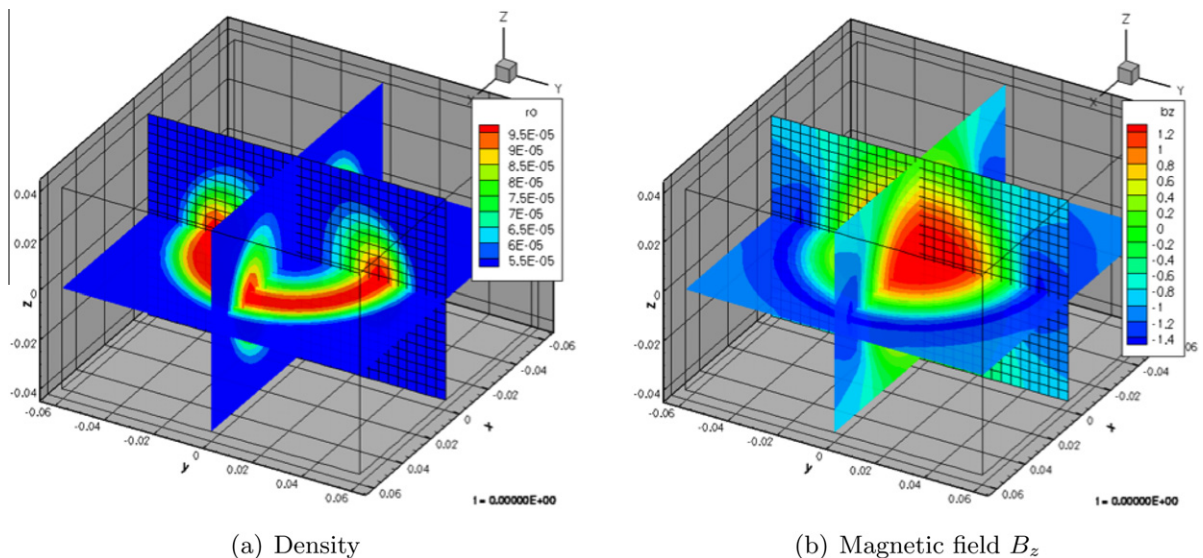 Z
Y
X
ro
9.5E-05
9E-05
8.5E-05
8E-05
7.5E-05
7E-05
6.5E-05
6E-05
5.5E-05
0.04
0.02
0
-0.02
-0.04
z
-0.06
-0.04
-0.02
0
0.02
0.04
0.06
y
-0.06
-0.04
-0.02
0
0.02
0.04
0.06
x
t = 0.00000E+00
(a) Density
Z
Y
X
bz
1.2
1
0.8
0.6
0.4
0.2
0
-0.2
-0.4
-0.6
-0.8
-1
-1.2
-1.4
0.04
0.02
0
-0.02
-0.04
z
-0.06
-0.04
-0.02
0
0.02
0.04
0.06
y
06
-0.04
-0.02
0
0.02
0.04
0.06
x
t = 0.00000E+00
(b) Magnetic field B_z